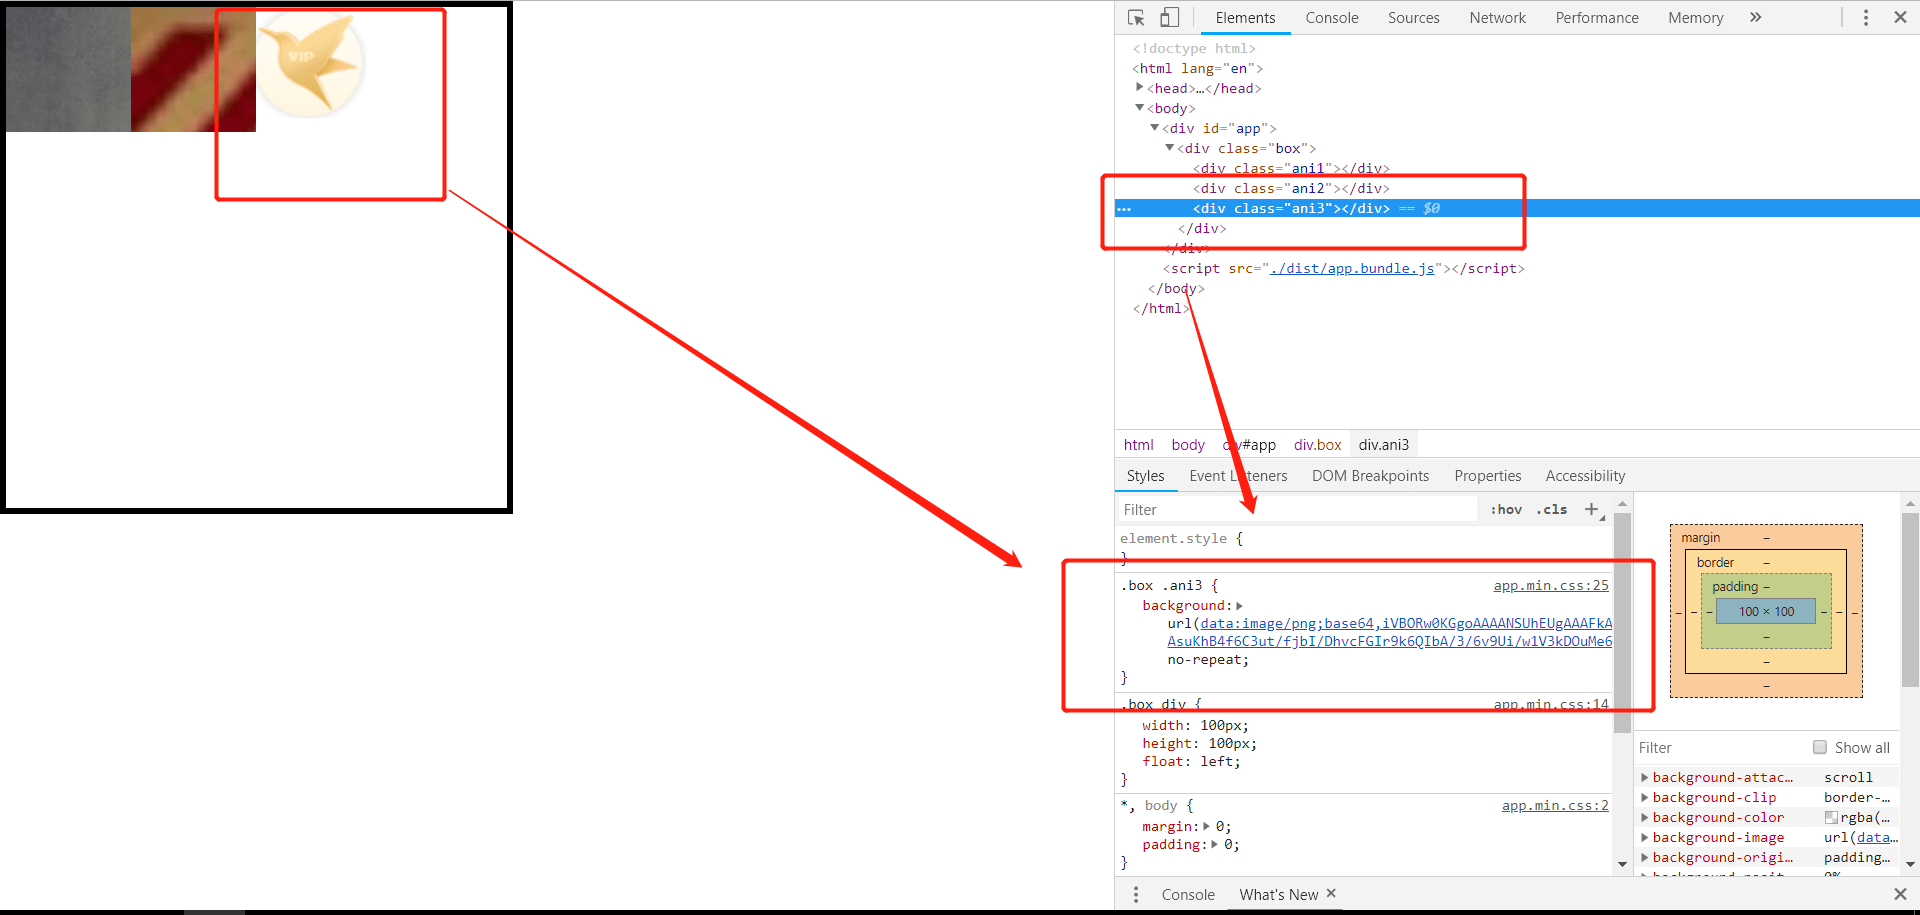 VIP
Elements Console Sources Network Performance Memory »
<!doctype html>
<html lang="en">
<head>…</head>
<body>
<div id="app">
<div class="box">
<div class="ani1"></div>
<div class="ani2"></div>
<div class="ani3"></div> == $0
</div>
</div>
<script src="./dist/app.bundle.js"></script>
</body>
</html>
html body div#app div.box div.ani3
Styles Event Listeners DOM Breakpoints Properties Accessibility
Filter :hov .cls +
element.style {
}
.box .ani3 { app.min.css:25
background:
url(data:image/png;base64,iVBORw0KGgoAAAANSUhEUgAAAFkA
AsuKhB4f6C3ut/fjbI/DhvcFGIr9k6QIbA/3/6v9Ui/w1V3kDOuMe6
no-repeat;
}
.box div { app.min.css:14
width: 100px;
height: 100px;
float: left;
}
*, body { app.min.css:2
margin: 0;
padding: 0;
}
margin –
border –
padding –
– – – 100 × 100 – – –
–
–
–
Filter Show all
background-attac… scroll
background-clip border-…
background-color rgba(…
background-image url(data…
background-origi… padding…
Console What's New ×